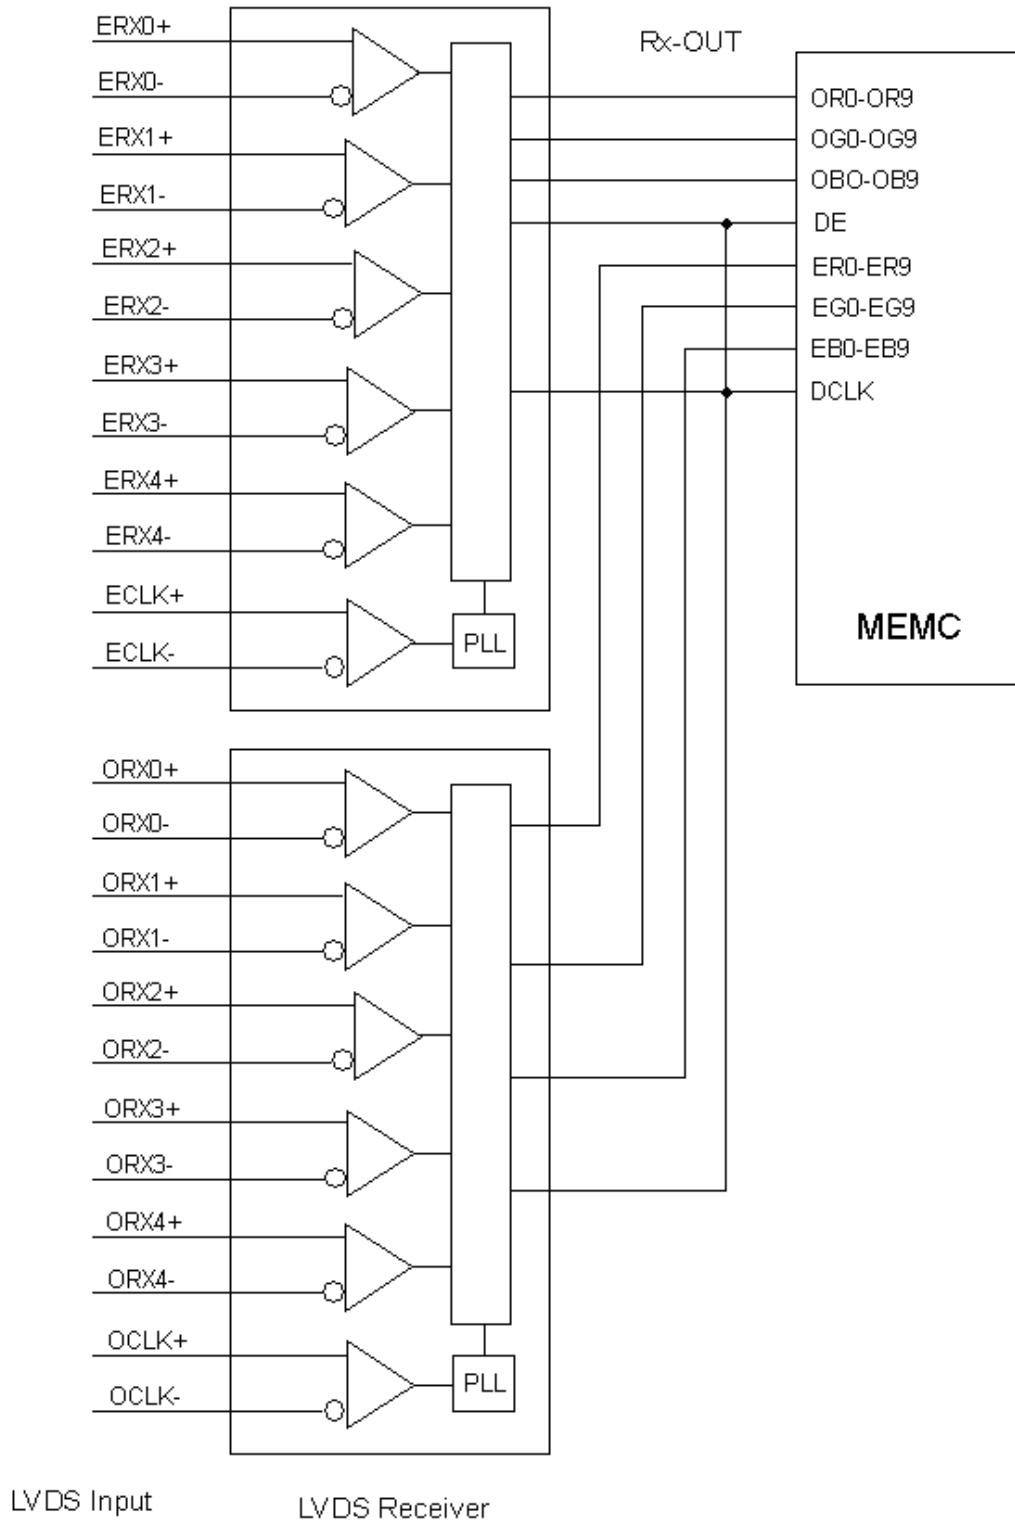 ERX0+
ERX0-
ERX1+
ERX1-
ERX2+
ERX2-
ERX3+
ERX3-
ERX4+
ERX4-
ECLK+
ECLK-
PLL
Rx-OUT
OR0-OR9
OG0-OG9
OBO-OB9
DE
ER0-ER9
EG0-EG9
EB0-EB9
DCLK
MEMC
ORX0+
ORX0-
ORX1+
ORX1-
ORX2+
ORX2-
ORX3+
ORX3-
ORX4+
ORX4-
OCLK+
OCLK-
PLL
LVDS Input
LVDS Receiver